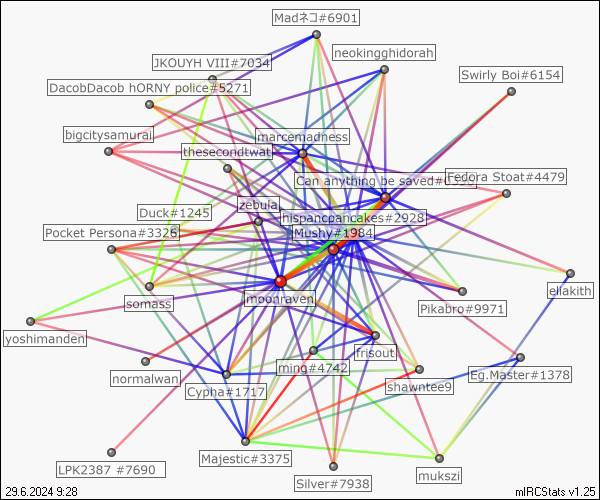 Madネコ#6901
neokingghidorah
JKOUYH VIII#7034
Swirly Boi#6154
DacobDacob hORNY police#5271
bigcitysamurai
marcemadness
thesecondtwat
Can anything be saved#0
Fedora Stoat#4479
zebula
Duck#1245
hispancpancakes#2928
Pocket Persona#3326
Mushy#1984
ellakith
somass
moonraven
Pikabro#9971
yoshimanden
frisout
normalwan
ming#4742
Cypha#1717
shawntee9
Eg.Master#1378
Majestic#3375
LPK2387 #7690
Silver#7938
mukszi
29.6.2024 9:28
mIRCStats v1.25